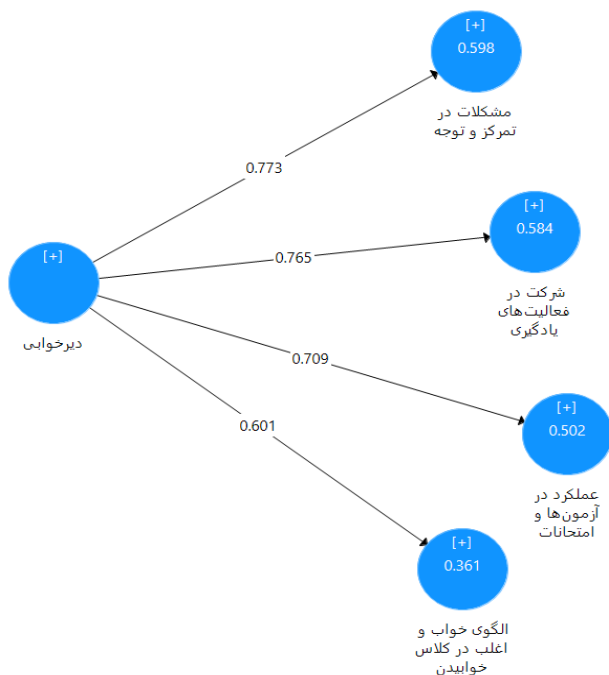 [+]
0.598
مشکلات در
تمرکز و توجه
0.773
[+]
0.584
0.765
شرکت در
فعالیت‌های
یادگیری
[+]
دیرخوابی
0.709
[+]
0.502
عملکرد در
آزمون‌ها و
امتحانات
0.601
[+]
0.361
الگوی خواب و
اغلب در کلاس
خوابیدن